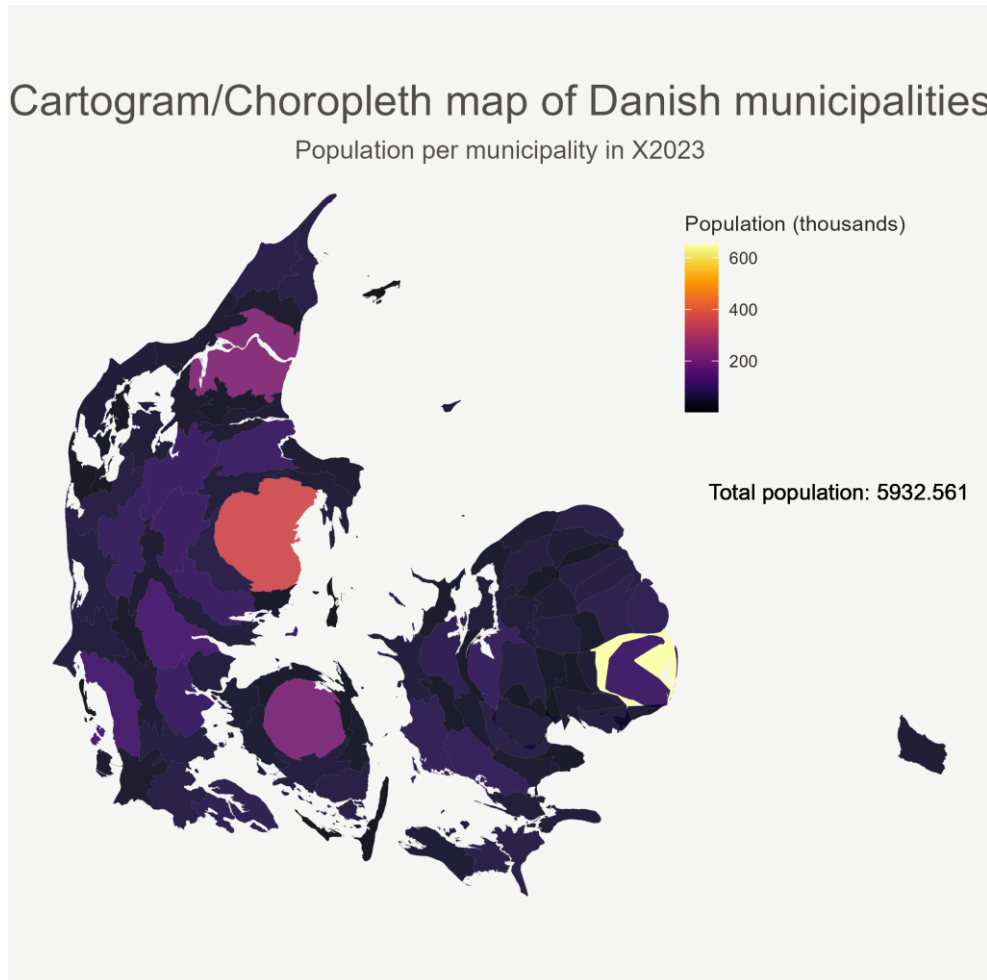 Cartogram/Choropleth map of Danish municipalities
Population per municipality in X2023
Population (thousands)
600
400
200
Total population: 5932.561